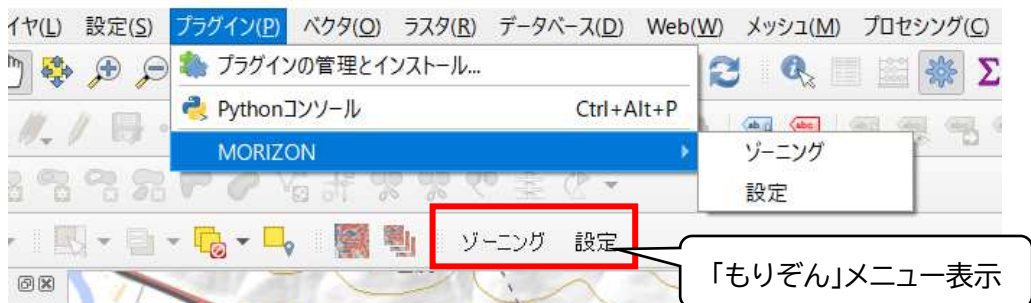 イヤ(L) 設定(S) プラグイン(P) ベクタ(O) ラスタ(R) データベース(D) Web(W) メッシュ(M) プロセシング(C)
プラグインの管理とインストール...
Pythonコンソール Ctrl+Alt+P
MORIZON
ゾーニング
設定
ゾーニング 設定
「もりぞん」メニュー表示